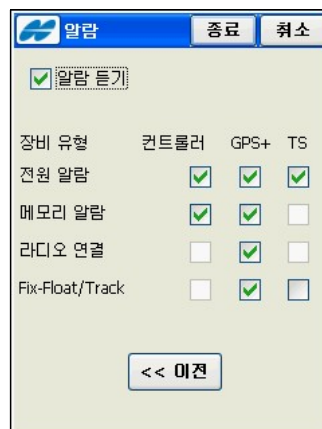 알람 종료 취소
알람 듣기
장비 유형 컨트롤러 GPS+ TS
전원 알람
메모리 알람
라디오 연결
Fix-Float/Track
<< 이전